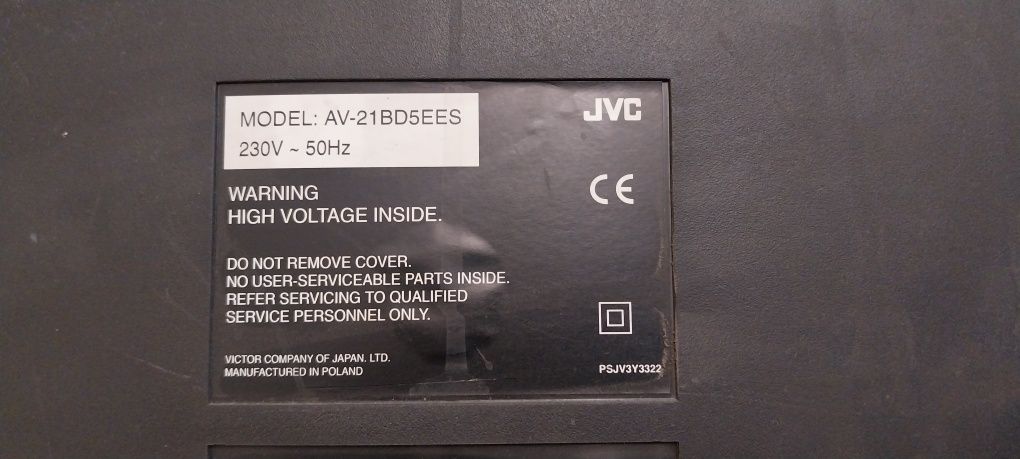 MODEL: AV-21BD5EES
230V ~ 50Hz
JVC
CE
WARNING
HIGH VOLTAGE INSIDE.
DO NOT REMOVE COVER.
NO USER-SERVICEABLE PARTS INSIDE.
REFER SERVICING TO QUALIFIED
SERVICE PERSONNEL ONLY.
VICTOR COMPANY OF JAPAN. LTD.
MANUFACTURED IN POLAND
PSJV3Y3322